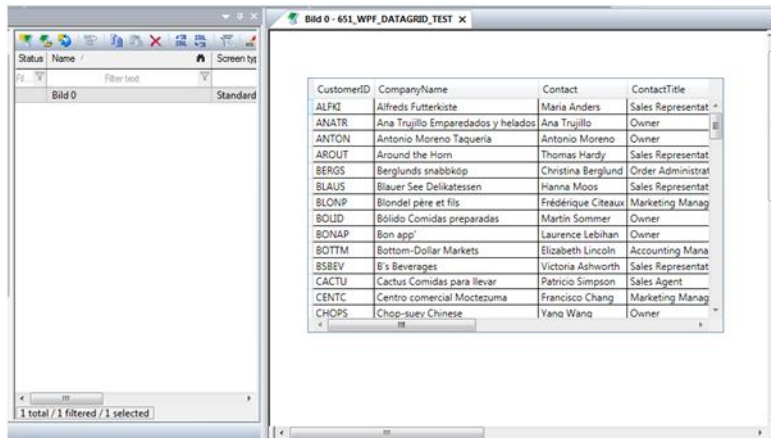 Bild 0 - 651_WPF_DATAGRID_TEST X
Status Name Screen typ
Filter text
Bild 0 Standard
1 total / 1 filtered / 1 selected
CustomerID CompanyName Contact ContactTitle
ALFKI Alfreds Futterkiste Maria Anders Sales Representat
ANATR Ana Trujillo Emparedados y helados Ana Trujillo Owner
ANTON Antonio Moreno Taquería Antonio Moreno Owner
AROUT Around the Horn Thomas Hardy Sales Representat
BERGS Berglunds snabbköp Christina Berglund Order Administrat
BLAUS Blauer See Delikatessen Hanna Moos Sales Representat
BLONP Blondel père et fils Frédérique Citeaux Marketing Manag
BOLID Bólido Comidas preparadas Martín Sommer Owner
BONAP Bon app' Laurence Lebihan Owner
BOTTM Bottom-Dollar Markets Elizabeth Lincoln Accounting Mana
BSBEV B's Beverages Victoria Ashworth Sales Representat
CACTU Cactus Comidas para llevar Patricio Simpson Sales Agent
CENTC Centro comercial Moctezuma Francisco Chang Marketing Manag
CHOPS Chop-suey Chinese Yang Wang Owner